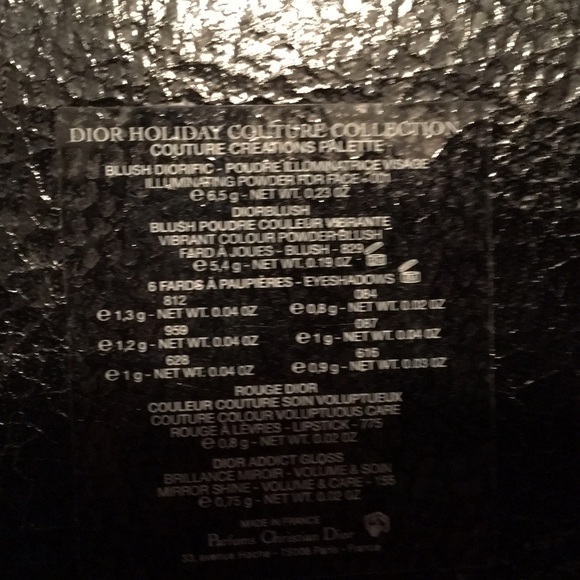 DIOR HOLIDAY COUTURE COLLECTION
COUTURE CREATIONS PALETTE
BLUSH DIORIFIC - POUDRE ILLUMINATRICE VISAGE
ILLUMINATING POWDER FOR FACE - 001
℮ 6,5 g - NET WT. 0.23 OZ
DIORBLUSH
BLUSH POUDRE COULEUR VIBRANTE
VIBRANT COLOUR POWDER BLUSH
FARD À JOUES - BLUSH - 829
℮ 5,4 g - NET WT. 0.19 OZ
6 FARDS À PAUPIÈRES - EYESHADOWS
812 084
℮ 1,3 g - NET WT. 0.04 OZ ℮ 0,8 g - NET WT. 0.02 OZ
959 087
℮ 1,2 g - NET WT. 0.04 OZ ℮ 1 g - NET WT. 0.04 OZ
628 616
℮ 1 g - NET WT. 0.04 OZ ℮ 0,9 g - NET WT. 0.03 OZ
ROUGE DIOR
COULEUR COUTURE SOIN VOLUPTUEUX
COUTURE COLOUR VOLUPTUOUS CARE
ROUGE À LÈVRES - LIPSTICK - 775
℮ 0,8 g - NET WT. 0.02 OZ
DIOR ADDICT GLOSS
BRILLANCE MIROIR - VOLUME & SOIN
MIRROR SHINE - VOLUME & CARE - 195
℮ 0,75 g - NET WT. 0.02 OZ
MADE IN FRANCE
Parfums Christian Dior
33, avenue Hoche - 75008 Paris - France